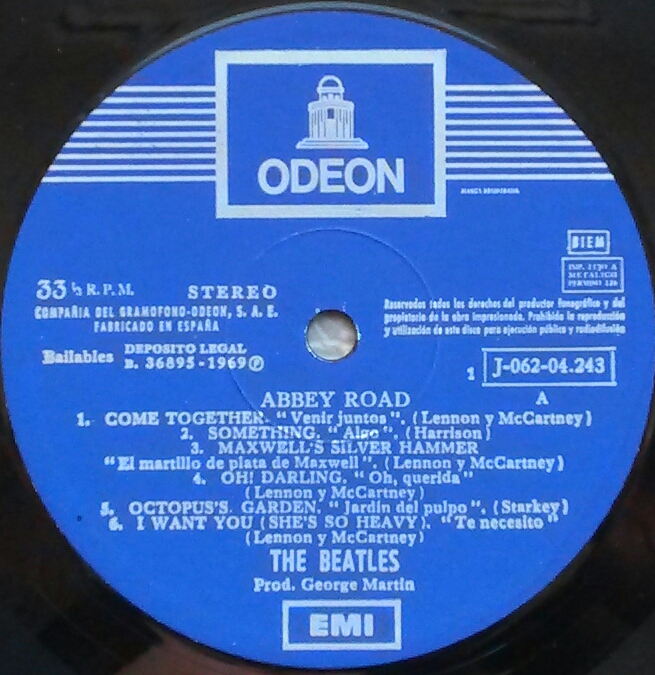 ODEON
MARCA REGISTRADA
BIEM
33 ⅓ R. P. M. STEREO
COMPAÑIA DEL GRAMOFONO-ODEON, S. A. E.
FABRICADO EN ESPAÑA
Bailables DEPOSITO LEGAL
B. 36895-1969 Ⓟ
Reservados todos los derechos del productor fonográfico y del
propietario de la obra impresionada. Prohibida la reproducción
y utilización de este disco para ejecución pública y radiodifusión
1 J-062-04.243
A
ABBEY ROAD
1. COME TOGETHER. "Venir juntos". (Lennon y McCartney)
2. SOMETHING. "Algo". (Harrison)
3. MAXWELL'S SILVER HAMMER
"El martillo de plata de Maxwell". (Lennon y McCartney)
4. OH! DARLING. "Oh, querida"
(Lennon y McCartney)
5. OCTOPUS'S. GARDEN. "Jardín del pulpo". (Starkey)
6. I WANT YOU (SHE'S SO HEAVY). "Te necesito"
(Lennon y McCartney)
THE BEATLES
Prod. George Martin
EMI